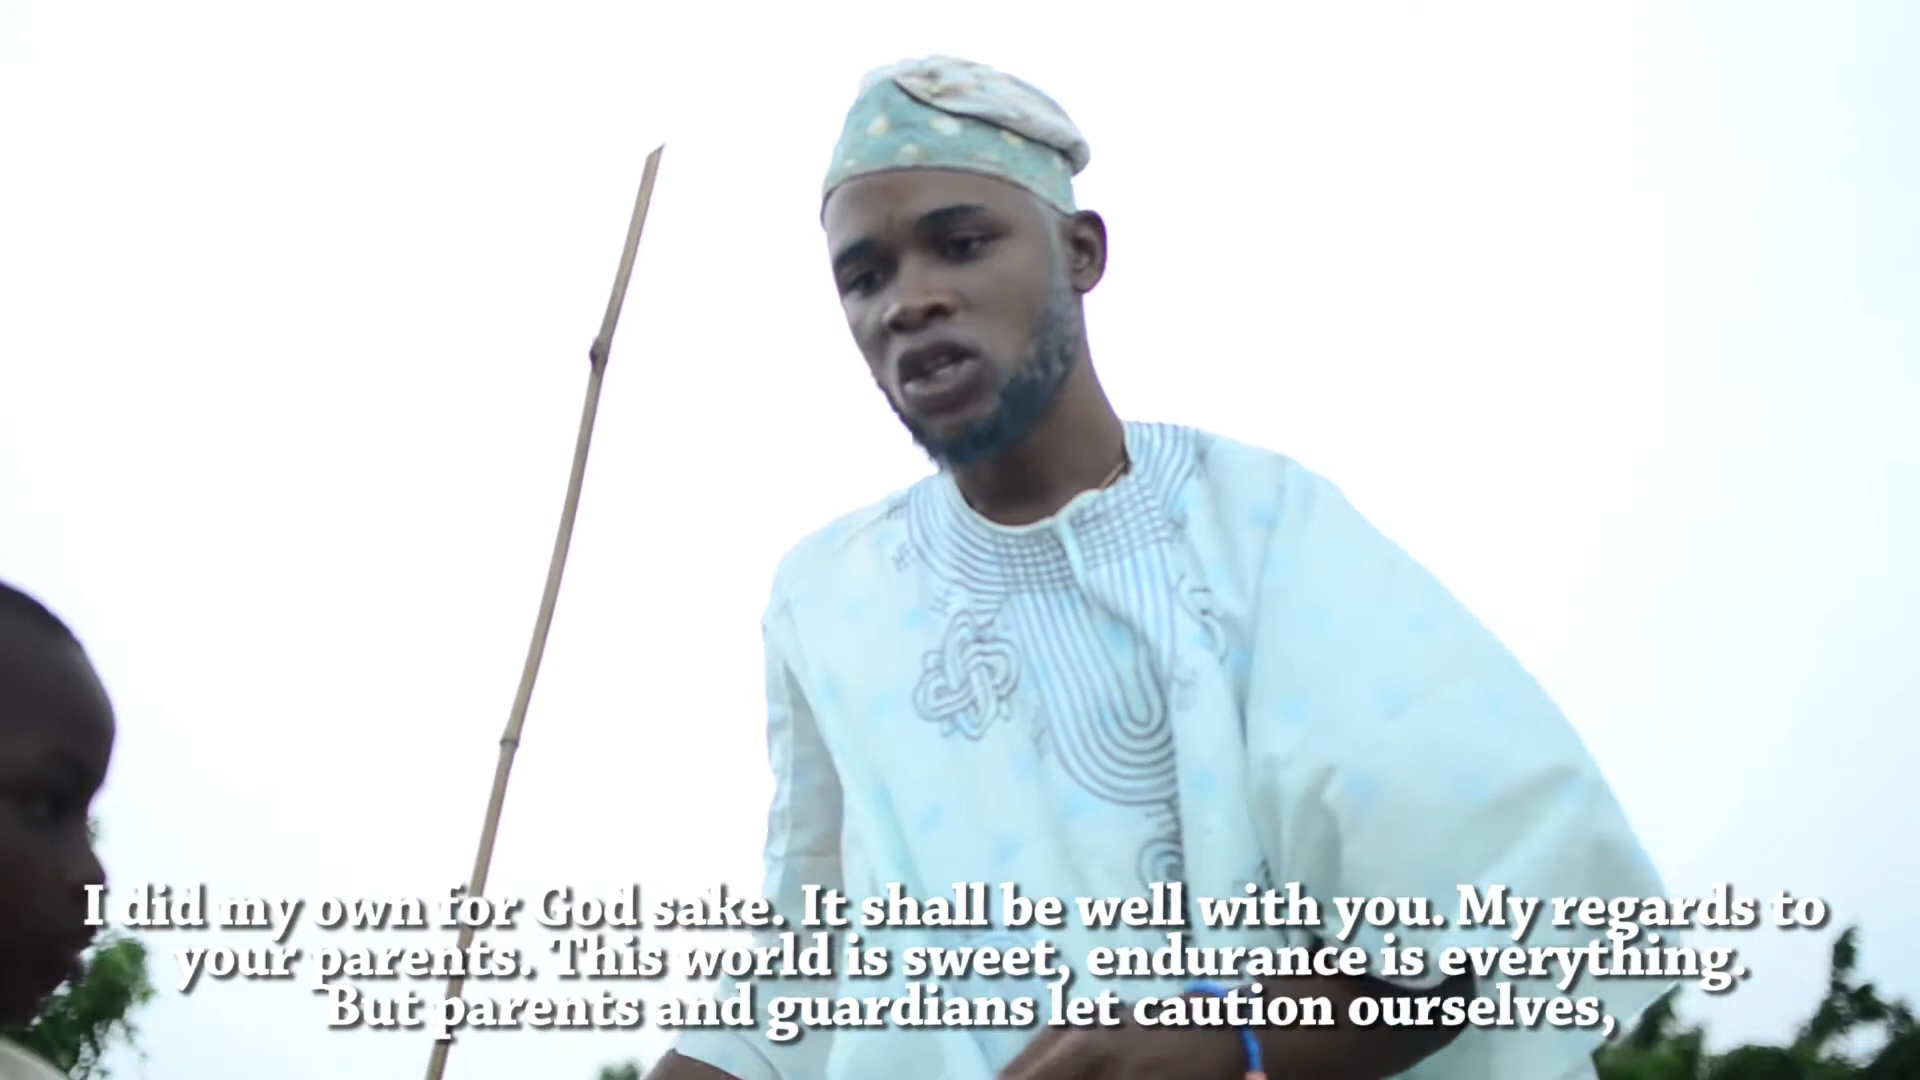 I did my own for God sake. It shall be well with you. My regards to
your parents. This world is sweet, endurance is everything.
But parents and guardians let caution ourselves,